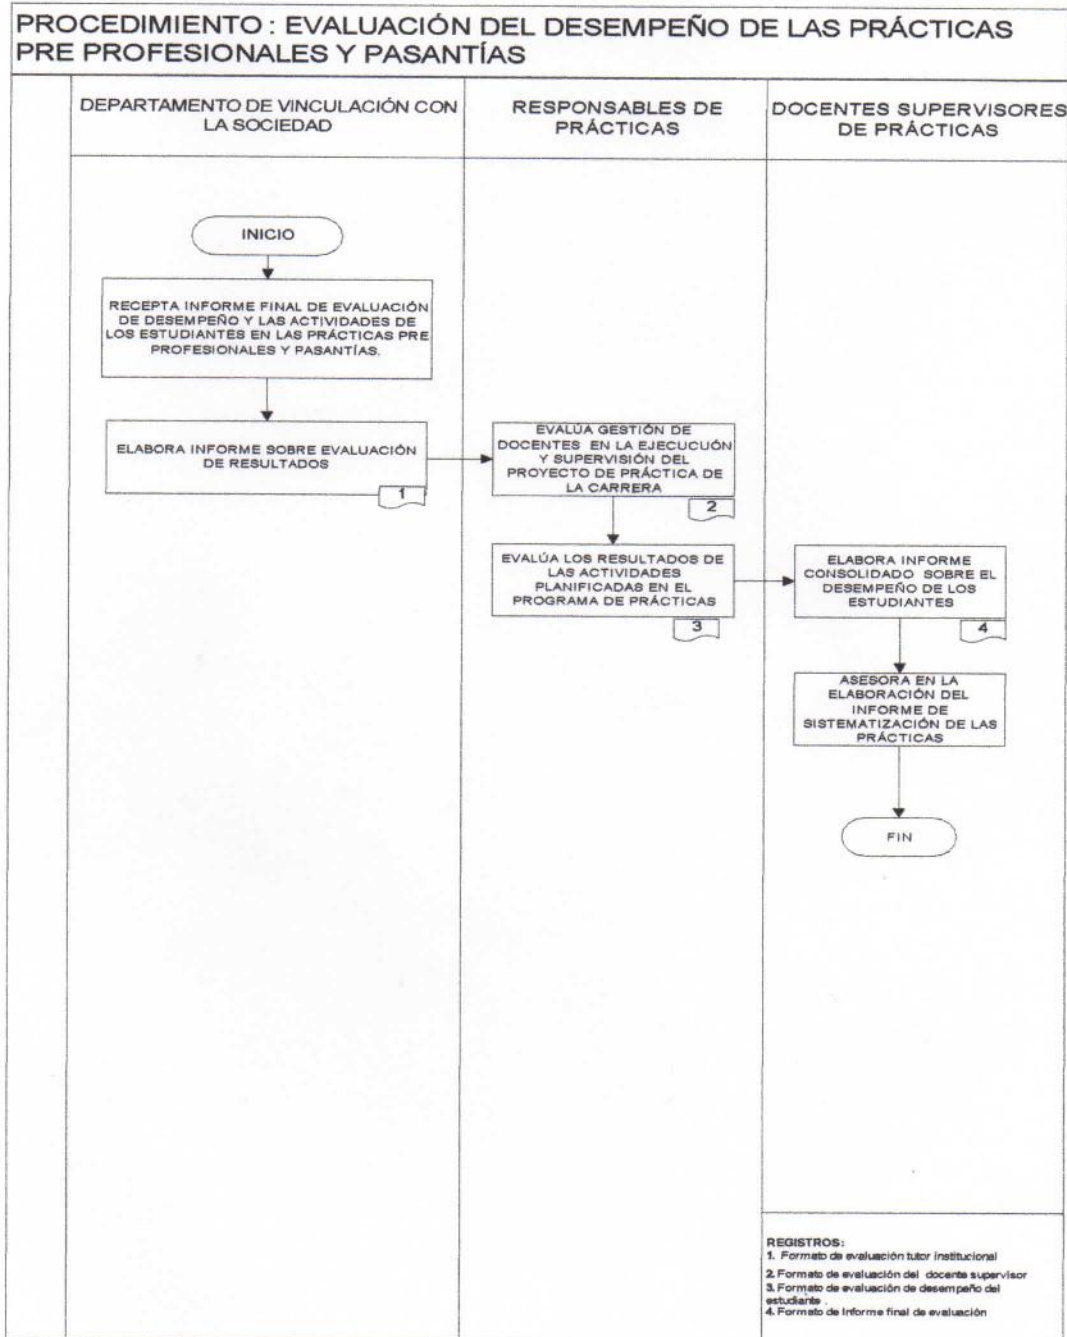 PROCEDIMIENTO : EVALUACIÓN DEL DESEMPEÑO DE LAS PRÁCTICAS
PRE PROFESIONALES Y PASANTÍAS
DEPARTAMENTO DE VINCULACIÓN CON
LA SOCIEDAD
RESPONSABLES DE
PRÁCTICAS
DOCENTES SUPERVISORES
DE PRÁCTICAS
INICIO
RECEPTA INFORME FINAL DE EVALUACIÓN
DE DESEMPEÑO Y LAS ACTIVIDADES DE
LOS ESTUDIANTES EN LAS PRÁCTICAS PRE
PROFESIONALES Y PASANTÍAS.
ELABORA INFORME SOBRE EVALUACIÓN
DE RESULTADOS
1
EVALÚA GESTIÓN DE
DOCENTES EN LA EJECUCUÓN
Y SUPERVISIÓN DEL
PROYECTO DE PRÁCTICA DE
LA CARRERA
2
EVALÚA LOS RESULTADOS DE
LAS ACTIVIDADES
PLANIFICADAS EN EL
PROGRAMA DE PRÁCTICAS
3
ELABORA INFORME
CONSOLIDADO SOBRE EL
DESEMPEÑO DE LOS
ESTUDIANTES
4
ASESORA EN LA
ELABORACIÓN DEL
INFORME DE
SISTEMATIZACIÓN DE LAS
PRÁCTICAS
FIN
REGISTROS:
1. Formato de evaluación tutor institucional
2. Formato de evaluación del docente supervisor
3. Formato de evaluación de desempeño del
estudiante .
4. Formato de Informe final de evaluación